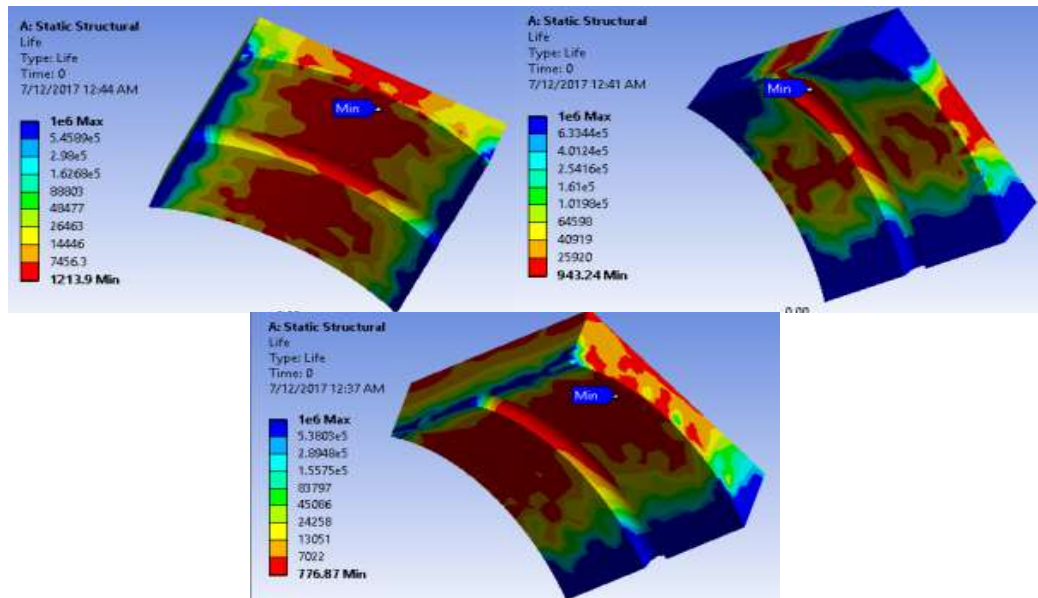 A: Static Structural
Life
Type: Life
Time: 0
7/12/2017 12:44 AM
1e6 Max
5.4589e5
2.98e5
1.6268e5
88803
48477
26463
14446
7456.3
1213.9 Min
Min
A: Static Structural
Life
Type: Life
Time: 0
7/12/2017 12:41 AM
1e6 Max
6.3344e5
4.0124e5
2.5416e5
1.61e5
1.0198e5
64598
40919
25920
943.24 Min
Min
0.00
A: Static Structural
Life
Type: Life
Time: 0
7/12/2017 12:37 AM
1e6 Max
5.3803e5
2.8948e5
1.5575e5
83797
45086
24258
13051
7022
776.87 Min
Min